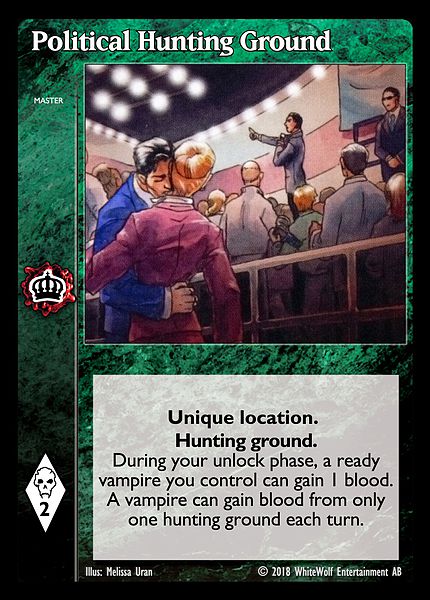 Political Hunting Ground
MASTER
Unique location.
Hunting ground.
During your unlock phase, a ready
vampire you control can gain 1 blood.
A vampire can gain blood from only
one hunting ground each turn.
2
Illus: Melissa Uran
© 2018 WhiteWolf Entertainment AB